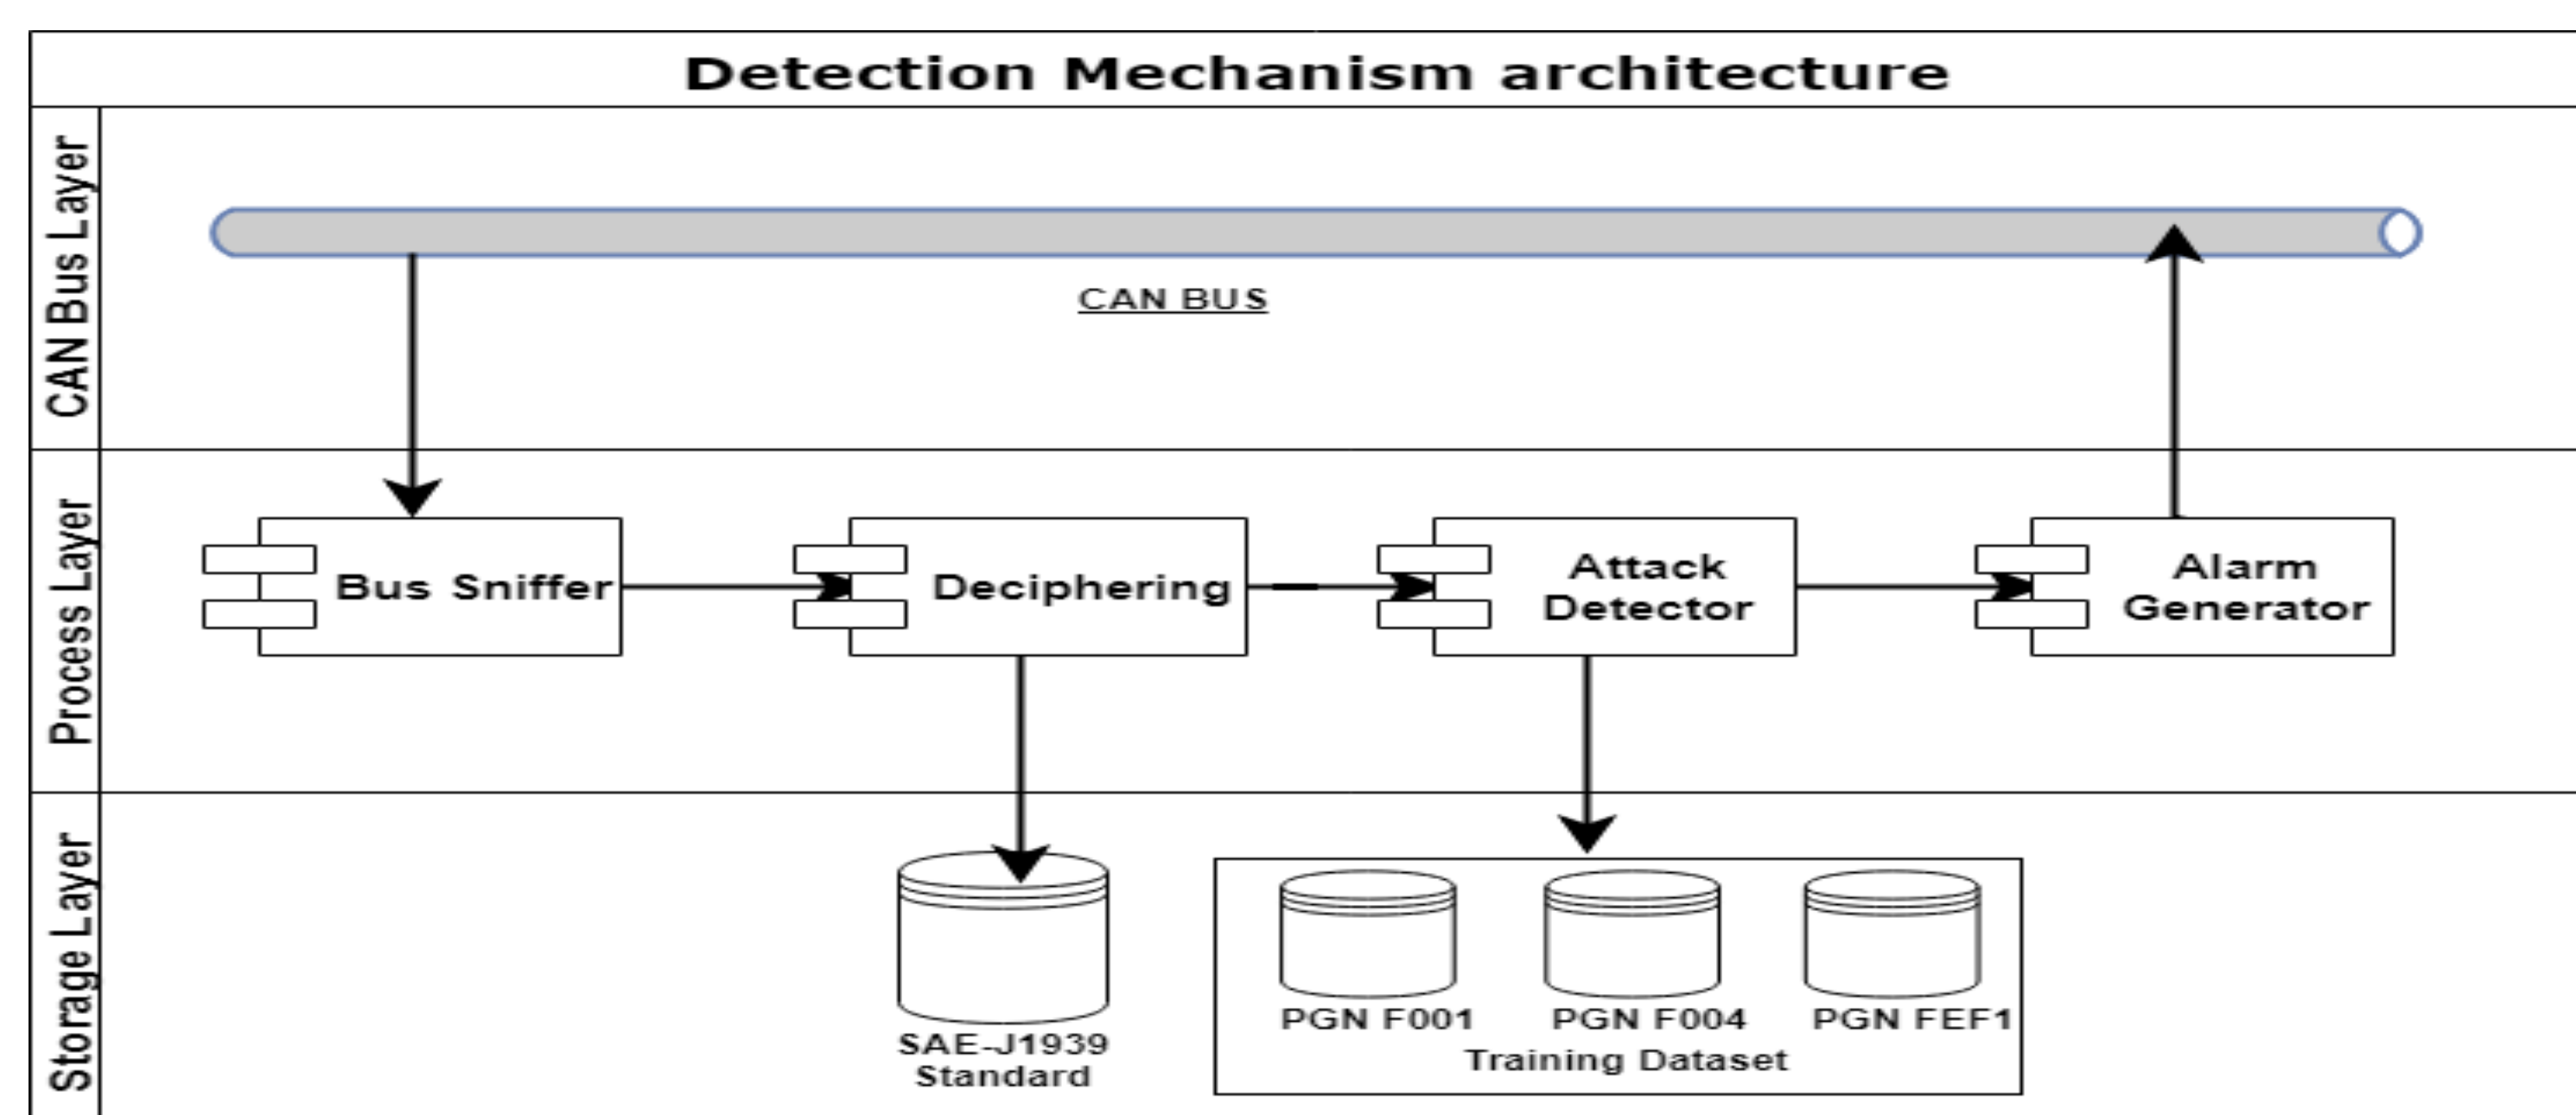 Detection Mechanism architecture
CAN Bus Layer
CAN BUS
Process Layer
Bus Sniffer
Deciphering
Attack
Detector
Alarm
Generator
Storage Layer
SAE-J1939
Standard
PGN F001
PGN F004
PGN FEF1
Training Dataset